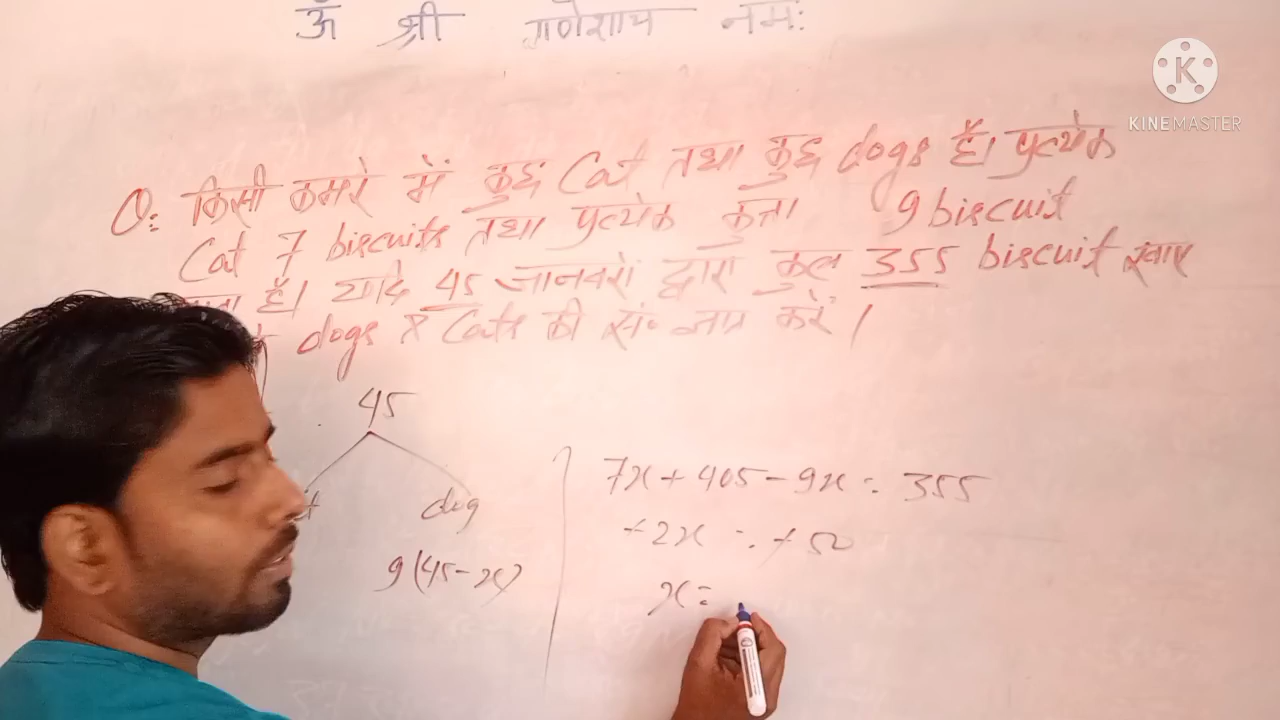 ॐ श्री गणेशाय नमः
KINEMASTER
Q: किसी कमरे में कुछ Cat तथा कुछ dogs हैं। प्रत्येक
Cat 7 biscuits तथा प्रत्येक कुत्ता 9 biscuit
हैं। यदि 45 जानवरों द्वारा कुल 355 biscuit खाए
dogs & Cats की सं॰ ज्ञात करें।
45
dog
9(45-x)
7x + 405 - 9x = 355
+2x = +50
x =